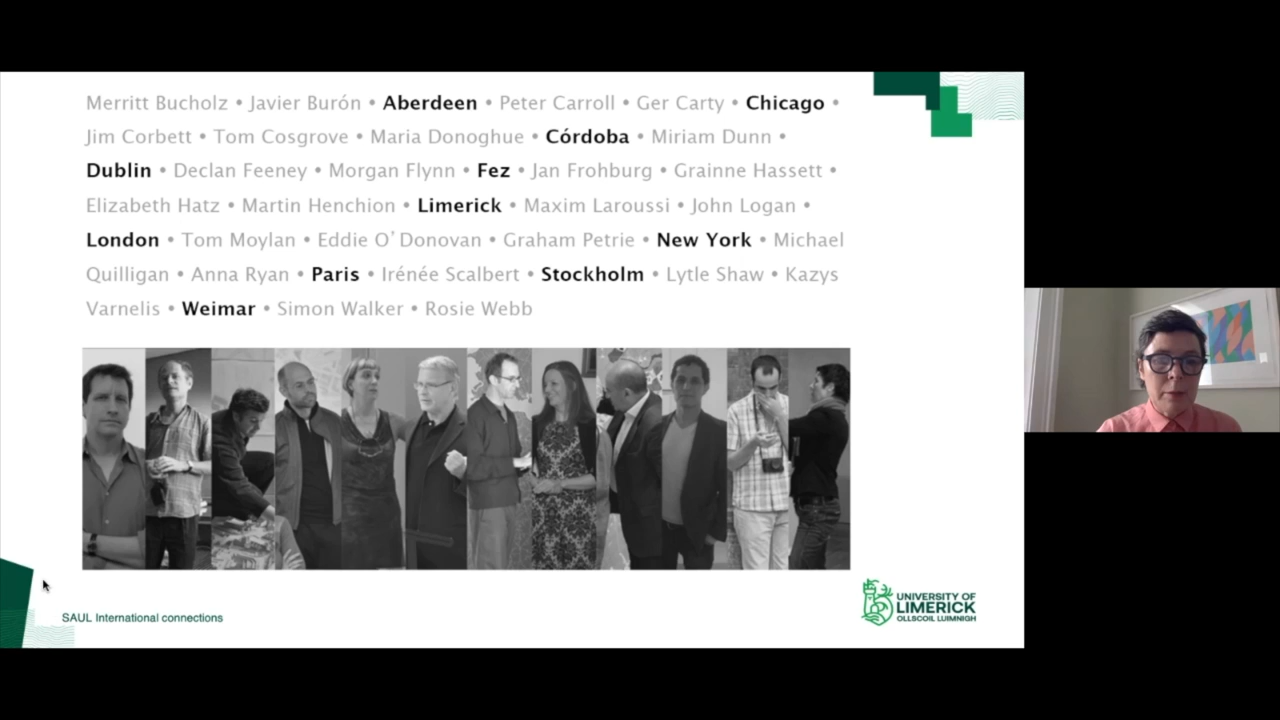 Merritt Bucholz • Javier Burón • Aberdeen • Peter Carroll • Ger Carty • Chicago •
Jim Corbett • Tom Cosgrove • Maria Donoghue • Córdoba • Miriam Dunn •
Dublin • Declan Feeney • Morgan Flynn • Fez • Jan Frohburg • Grainne Hassett •
Elizabeth Hatz • Martin Henchion • Limerick • Maxim Laroussi • John Logan •
London • Tom Moylan • Eddie O’Donovan • Graham Petrie • New York • Michael
Quilligan • Anna Ryan • Paris • Irénée Scalbert • Stockholm • Lytle Shaw • Kazys
Varnelis • Weimar • Simon Walker • Rosie Webb
SAUL International connections
UNIVERSITY OF
LIMERICK
OLLSCOIL LUIMNIGH